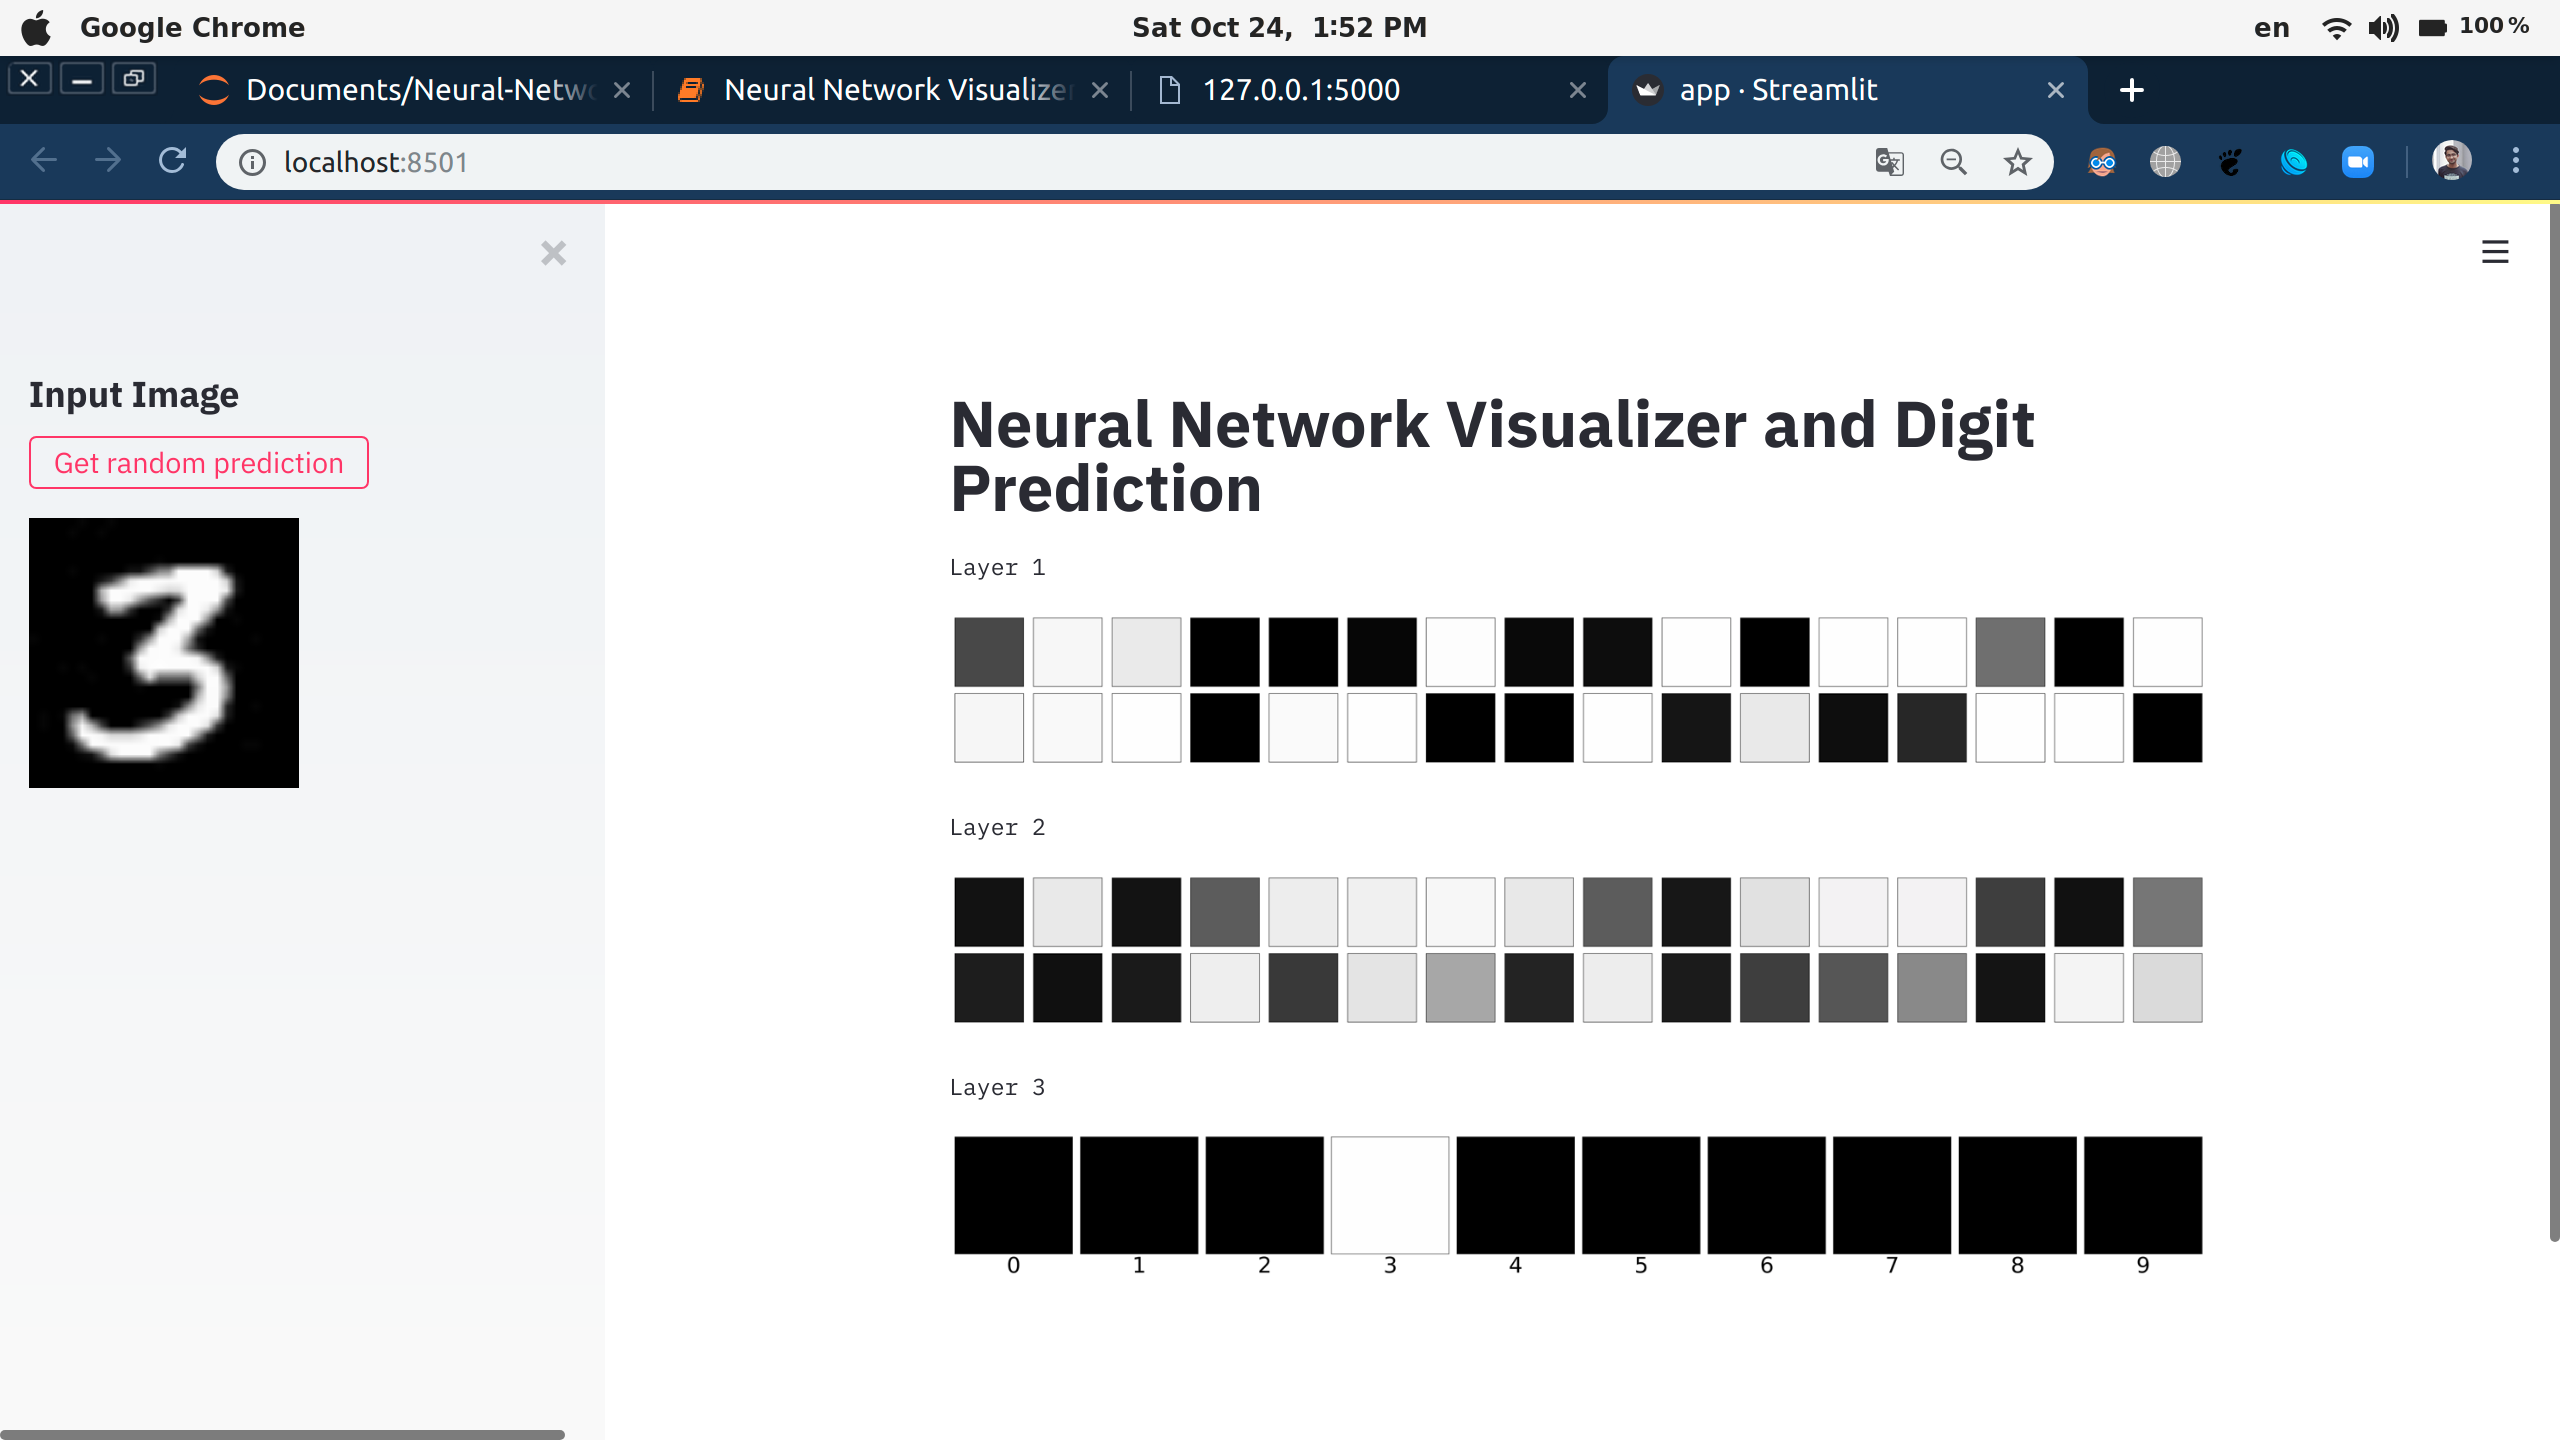 Google Chrome
Sat Oct 24, 1:52 PM
en
100 %
Documents/Neural-Netwo
Neural Network Visualizer
127.0.0.1:5000
app · Streamlit
localhost:8501
Input Image
Get random prediction
3
Neural Network Visualizer and Digit
Prediction
Layer 1
Layer 2
Layer 3
0 1 2 3 4 5 6 7 8 9